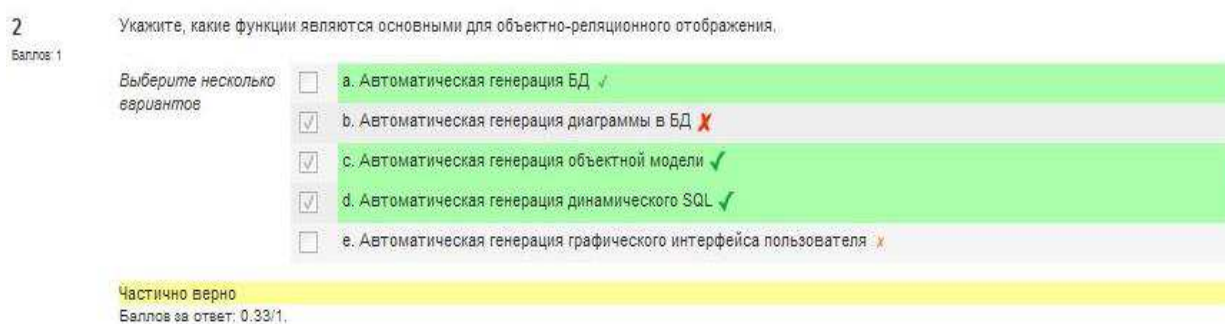 2
Баллов: 1
Укажите, какие функции являются основными для объектно-реляционного отображения.
Выберите несколько
вариантов
a. Автоматическая генерация БД ✓
b. Автоматическая генерация диаграммы в БД ✗
c. Автоматическая генерация объектной модели ✓
d. Автоматическая генерация динамического SQL ✓
e. Автоматическая генерация графического интерфейса пользователя ✗
Частично верно
Баллов за ответ: 0.33/1.